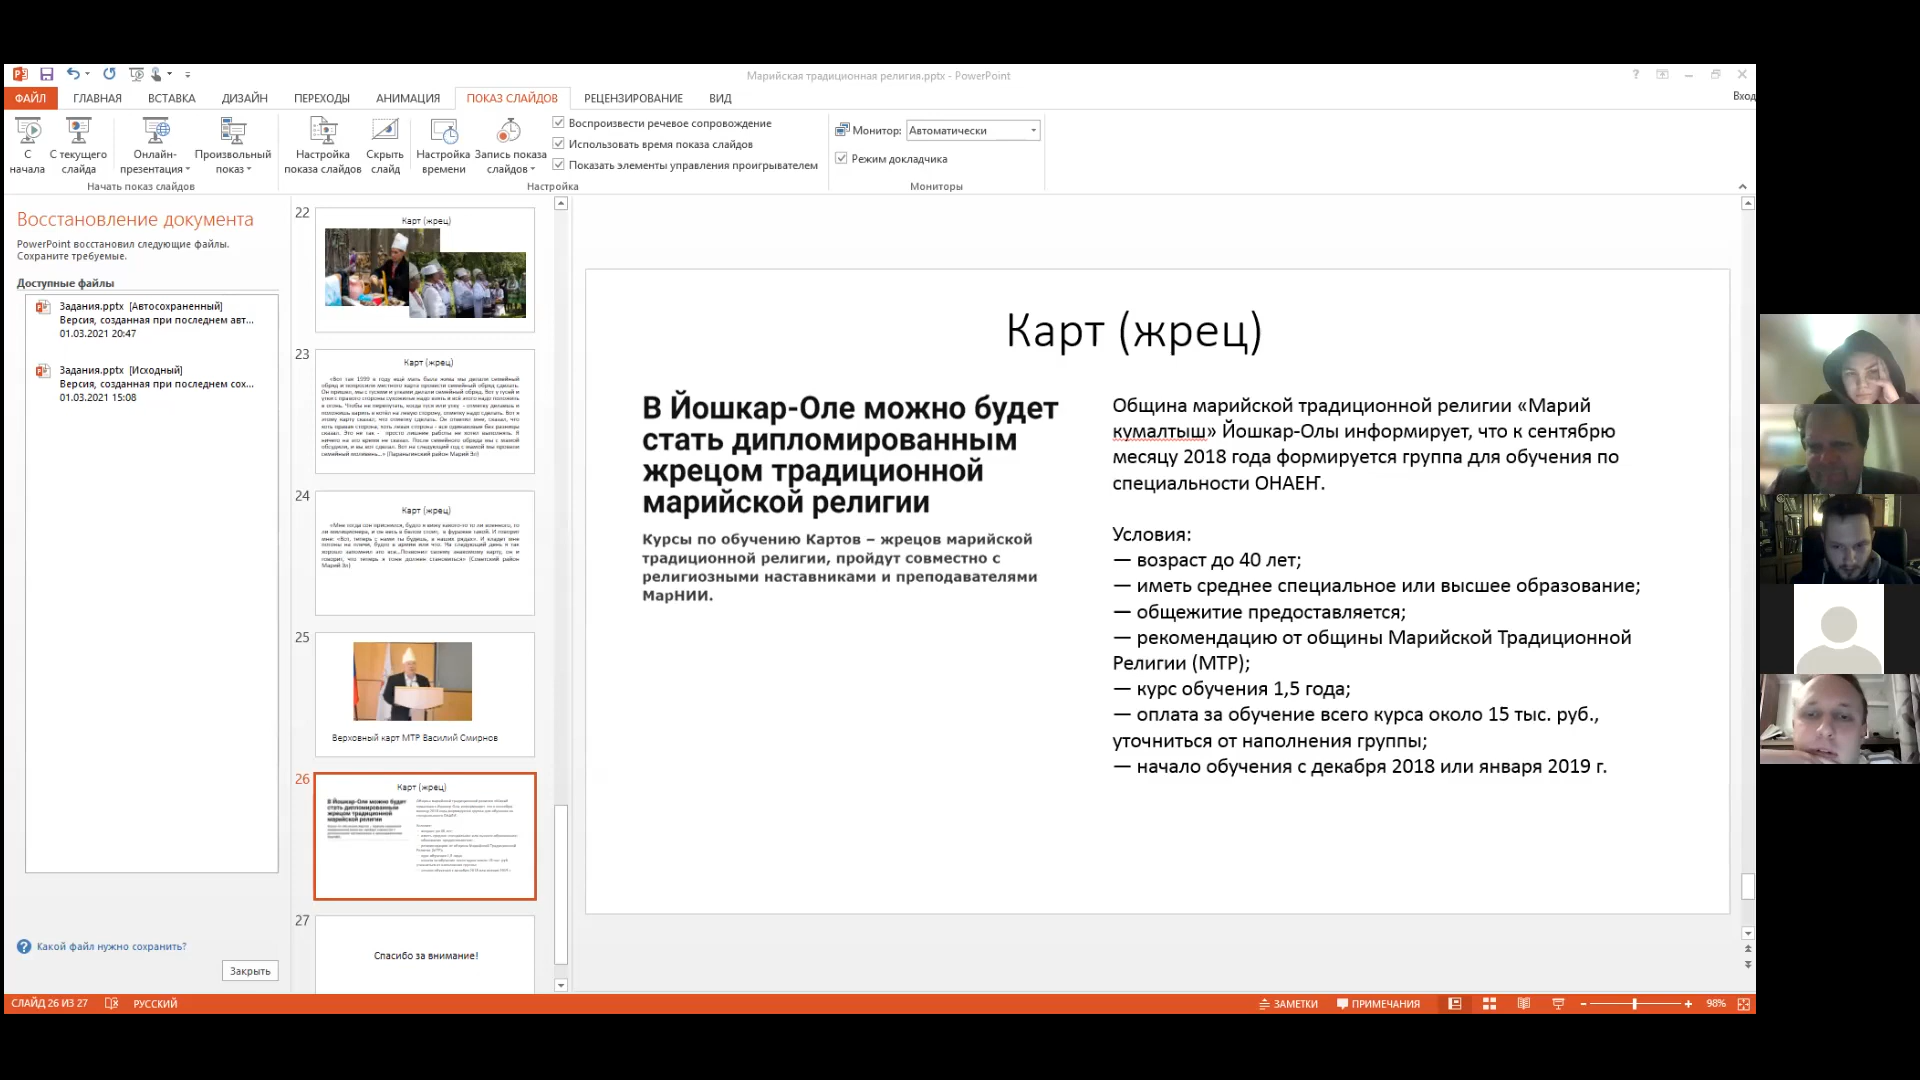 Марийская традиционная религия.pptx - PowerPoint
Вход
ФАЙЛ ГЛАВНАЯ ВСТАВКА ДИЗАЙН ПЕРЕХОДЫ АНИМАЦИЯ ПОКАЗ СЛАЙДОВ РЕЦЕНЗИРОВАНИЕ ВИД
С начала
С текущего слайда
Онлайн-презентация
Произвольный показ
Начать показ слайдов
Настройка показа слайдов
Скрыть слайд
Настройка времени
Запись показа слайдов
Воспроизвести речевое сопровождение
Использовать время показа слайдов
Показать элементы управления проигрывателем
Настройка
Монитор: Автоматически
Режим докладчика
Мониторы
Восстановление документа
PowerPoint восстановил следующие файлы.
Сохраните требуемые.
Доступные файлы
Задания.pptx [Автосохраненный]
Версия, созданная при последнем авт...
01.03.2021 20:47
Задания.pptx [Исходный]
Версия, созданная при последнем сох...
01.03.2021 15:08
Какой файл нужно сохранить?
Закрыть
22
Карт (жрец)
23
Карт (жрец)
24
Карт (жрец)
25
Верховный карт МТР Василий Смирнов
26
Карт (жрец)
27
Спасибо за внимание!
Карт (жрец)
В Йошкар-Оле можно будет
стать дипломированным
жрецом традиционной
марийской религии
Курсы по обучению Картов – жрецов марийской
традиционной религии, пройдут совместно с
религиозными наставниками и преподавателями
МарНИИ.
Община марийской традиционной религии «Марий
кумалтыш» Йошкар-Олы информирует, что к сентябрю
месяцу 2018 года формируется группа для обучения по
специальности ОНАЕҤ.
Условия:
— возраст до 40 лет;
— иметь среднее специальное или высшее образование;
— общежитие предоставляется;
— рекомендацию от общины Марийской Традиционной
Религии (МТР);
— курс обучения 1,5 года;
— оплата за обучение всего курса около 15 тыс. руб.,
уточниться от наполнения группы;
— начало обучения с декабря 2018 или января 2019 г.
СЛАЙД 26 ИЗ 27 РУССКИЙ
ЗАМЕТКИ ПРИМЕЧАНИЯ 98%